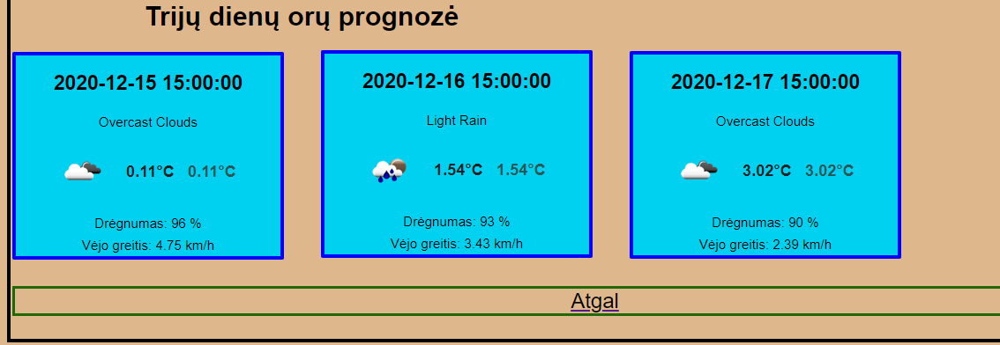 Trijų dienų orų prognozė
2020-12-15 15:00:00
Overcast Clouds
0.11°C 0.11°C
Drėgnumas: 96 %
Vėjo greitis: 4.75 km/h
2020-12-16 15:00:00
Light Rain
1.54°C 1.54°C
Drėgnumas: 93 %
Vėjo greitis: 3.43 km/h
2020-12-17 15:00:00
Overcast Clouds
3.02°C 3.02°C
Drėgnumas: 90 %
Vėjo greitis: 2.39 km/h
Atgal